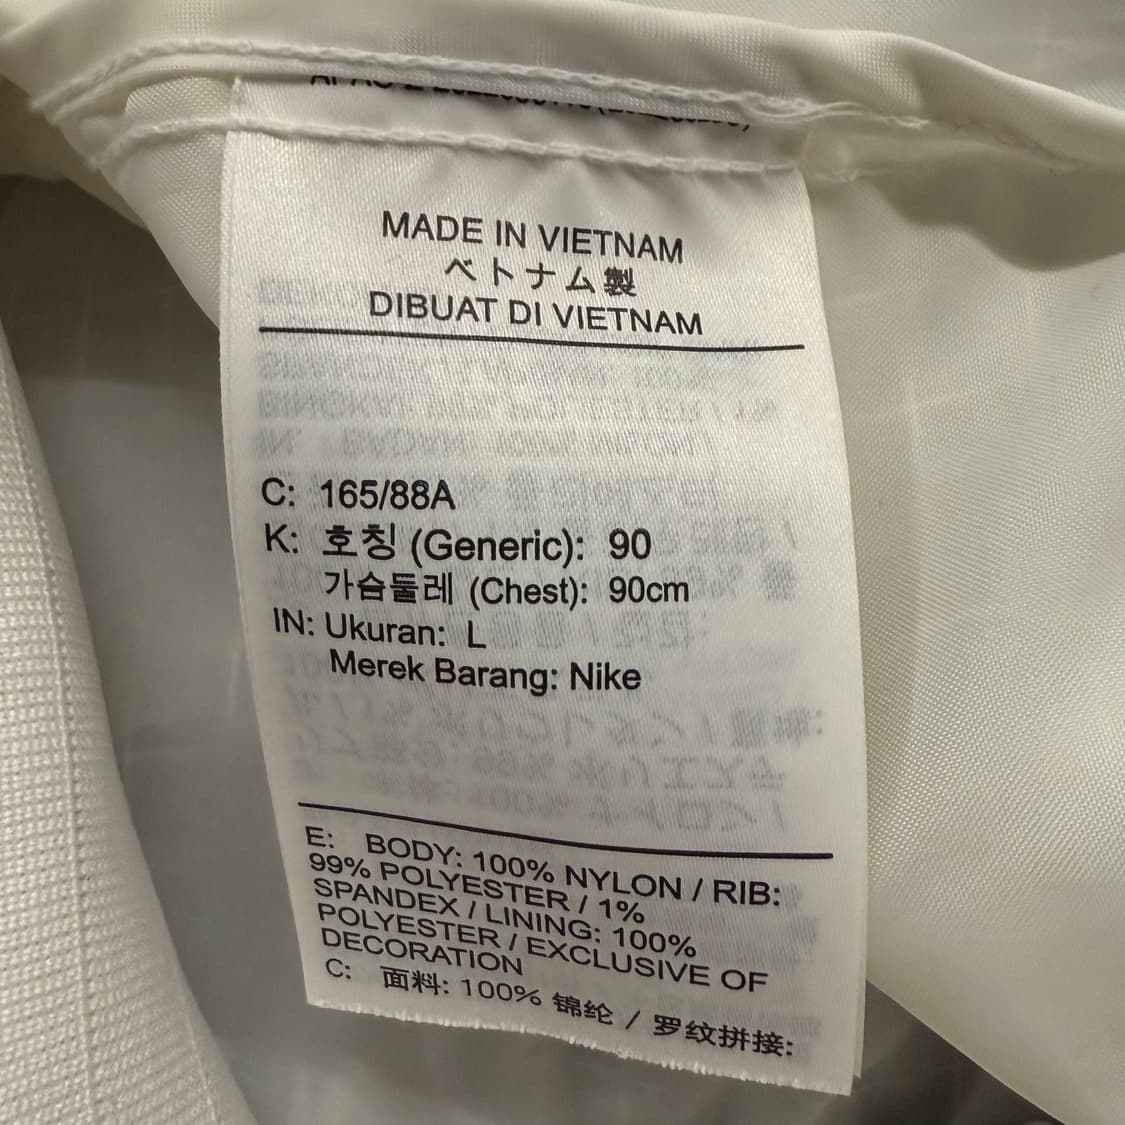 MADE IN VIETNAM
ベトナム製
DIBUAT DI VIETNAM
C: 165/88A
K: 호칭 (Generic): 90
가슴둘레 (Chest): 90cm
IN: Ukuran: L
Merek Barang: Nike
E: BODY: 100% NYLON / RIB:
99% POLYESTER / 1%
SPANDEX / LINING: 100%
POLYESTER / EXCLUSIVE OF
DECORATION
C: 面料: 100% 锦纶 / 罗纹拼接: